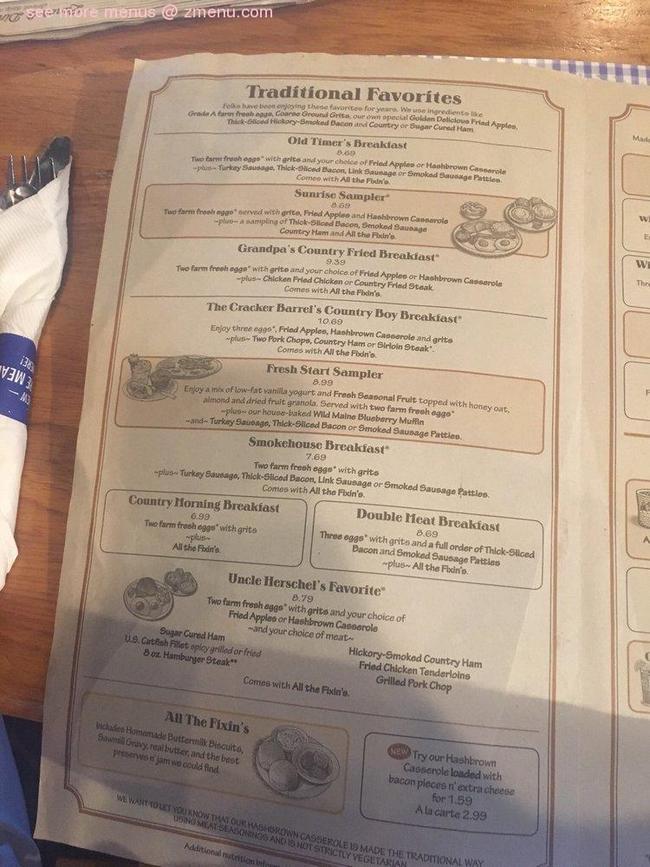 see more menus @ zmenu.com
Traditional Favorites
Folks have been enjoying these favorites for years. We use ingredients like
Grade A farm fresh eggs, Coarse Ground Grits, our own special Golden Delicious Fried Apples,
Thick-Sliced Hickory-Smoked Bacon and Country or Sugar Cured Ham.
Old Timer's Breakfast
8.69
Two farm fresh eggs* with grits and your choice of Fried Apples or Hashbrown Casserole
~plus~ Turkey Sausage, Thick-Sliced Bacon, Link Sausage or Smoked Sausage Patties.
Comes with All the Fixin's.
Sunrise Sampler*
8.69
Two farm fresh eggs* served with grits, Fried Apples and Hashbrown Casserole
~plus~ a sampling of Thick-Sliced Bacon, Smoked Sausage
Country Ham and All the Fixin's.
Grandpa's Country Fried Breakfast*
9.39
Two farm fresh eggs* with grits and your choice of Fried Apples or Hashbrown Casserole
~plus~ Chicken Fried Chicken or Country Fried Steak.
Comes with All the Fixin's.
The Cracker Barrel's Country Boy Breakfast*
10.69
Enjoy three eggs*, Fried Apples, Hashbrown Casserole and grits
~plus~ Two Pork Chops, Country Ham or Sirloin Steak*.
Comes with All the Fixin's.
Fresh Start Sampler
8.99
Enjoy a mix of low-fat vanilla yogurt and Fresh Seasonal Fruit topped with honey oat,
almond and dried fruit granola. Served with two farm fresh eggs*
~plus~ our house-baked Wild Maine Blueberry Muffin
~and~ Turkey Sausage, Thick-Sliced Bacon or Smoked Sausage Patties.
Smokehouse Breakfast*
7.69
Two farm fresh eggs* with grits
~plus~ Turkey Sausage, Thick-Sliced Bacon, Link Sausage or Smoked Sausage Patties.
Comes with All the Fixin's.
Country Morning Breakfast
6.99
Two farm fresh eggs* with grits
~plus~
All the Fixin's.
Double Meat Breakfast
8.69
Three eggs* with grits and a full order of Thick-Sliced
Bacon and Smoked Sausage Patties
~plus~ All the Fixin's.
Uncle Herschel's Favorite*
8.79
Two farm fresh eggs* with grits and your choice of
Fried Apples or Hashbrown Casserole
~and your choice of meat~
Sugar Cured Ham
U.S. Catfish Fillet spicy grilled or fried
8 oz. Hamburger Steak**
Hickory-Smoked Country Ham
Fried Chicken Tenderloins
Grilled Pork Chop
Comes with All the Fixin's.
All The Fixin's
Includes Homemade Buttermilk Biscuits,
Sawmill Gravy, real butter, and the best
preserves n' jam we could find.
NEW Try our Hashbrown
Casserole loaded with
bacon pieces n' extra cheese
for 1.59
A la carte 2.99
WE WANT TO LET YOU KNOW THAT OUR HASHBROWN CASSEROLE IS MADE THE TRADITIONAL WAY
USING MEAT SEASONINGS AND IS NOT STRICTLY VEGETARIAN.
Additional nutrition